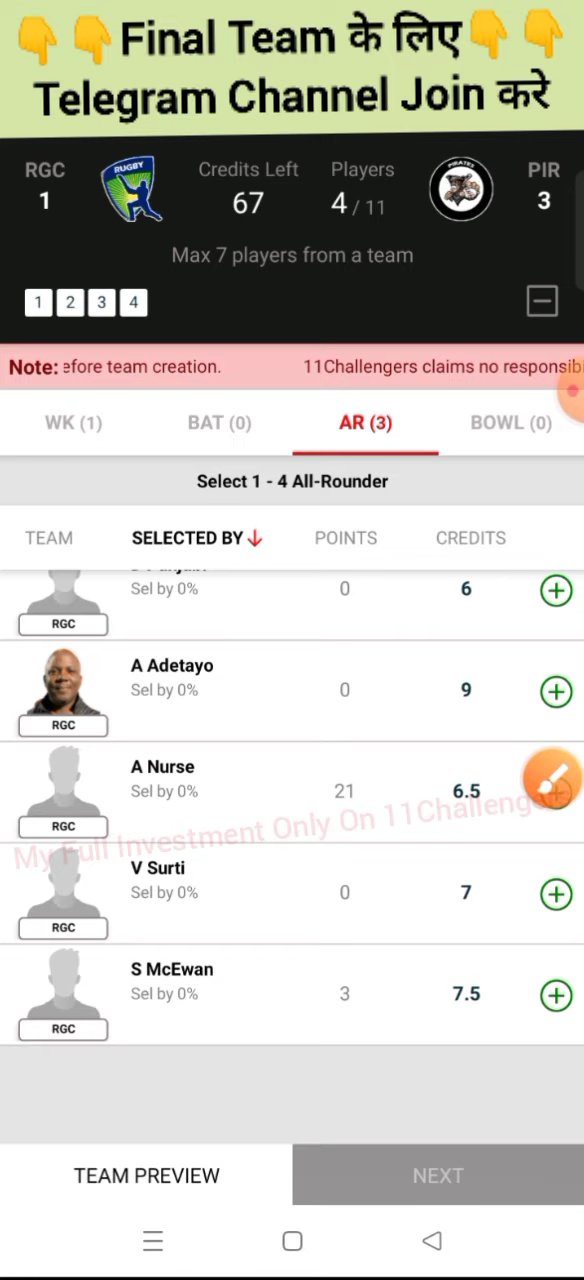 👇👇Final Team के लिए👇👇
Telegram Channel Join करे
RGC
1
RUGBY
Credits Left
67
Players
4 / 11
PIRATES
PIR
3
Max 7 players from a team
1 2 3 4
Note: efore team creation. 11Challengers claims no responsib
WK (1) BAT (0) AR (3) BOWL (0)
Select 1 - 4 All-Rounder
TEAM SELECTED BY POINTS CREDITS
Sel by 0% 0 6
RGC
A Adetayo
Sel by 0% 0 9
RGC
A Nurse
Sel by 0% 21 6.5
RGC
My Full Investment Only On 11Challenge
V Surti
Sel by 0% 0 7
RGC
S McEwan
Sel by 0% 3 7.5
RGC
TEAM PREVIEW NEXT